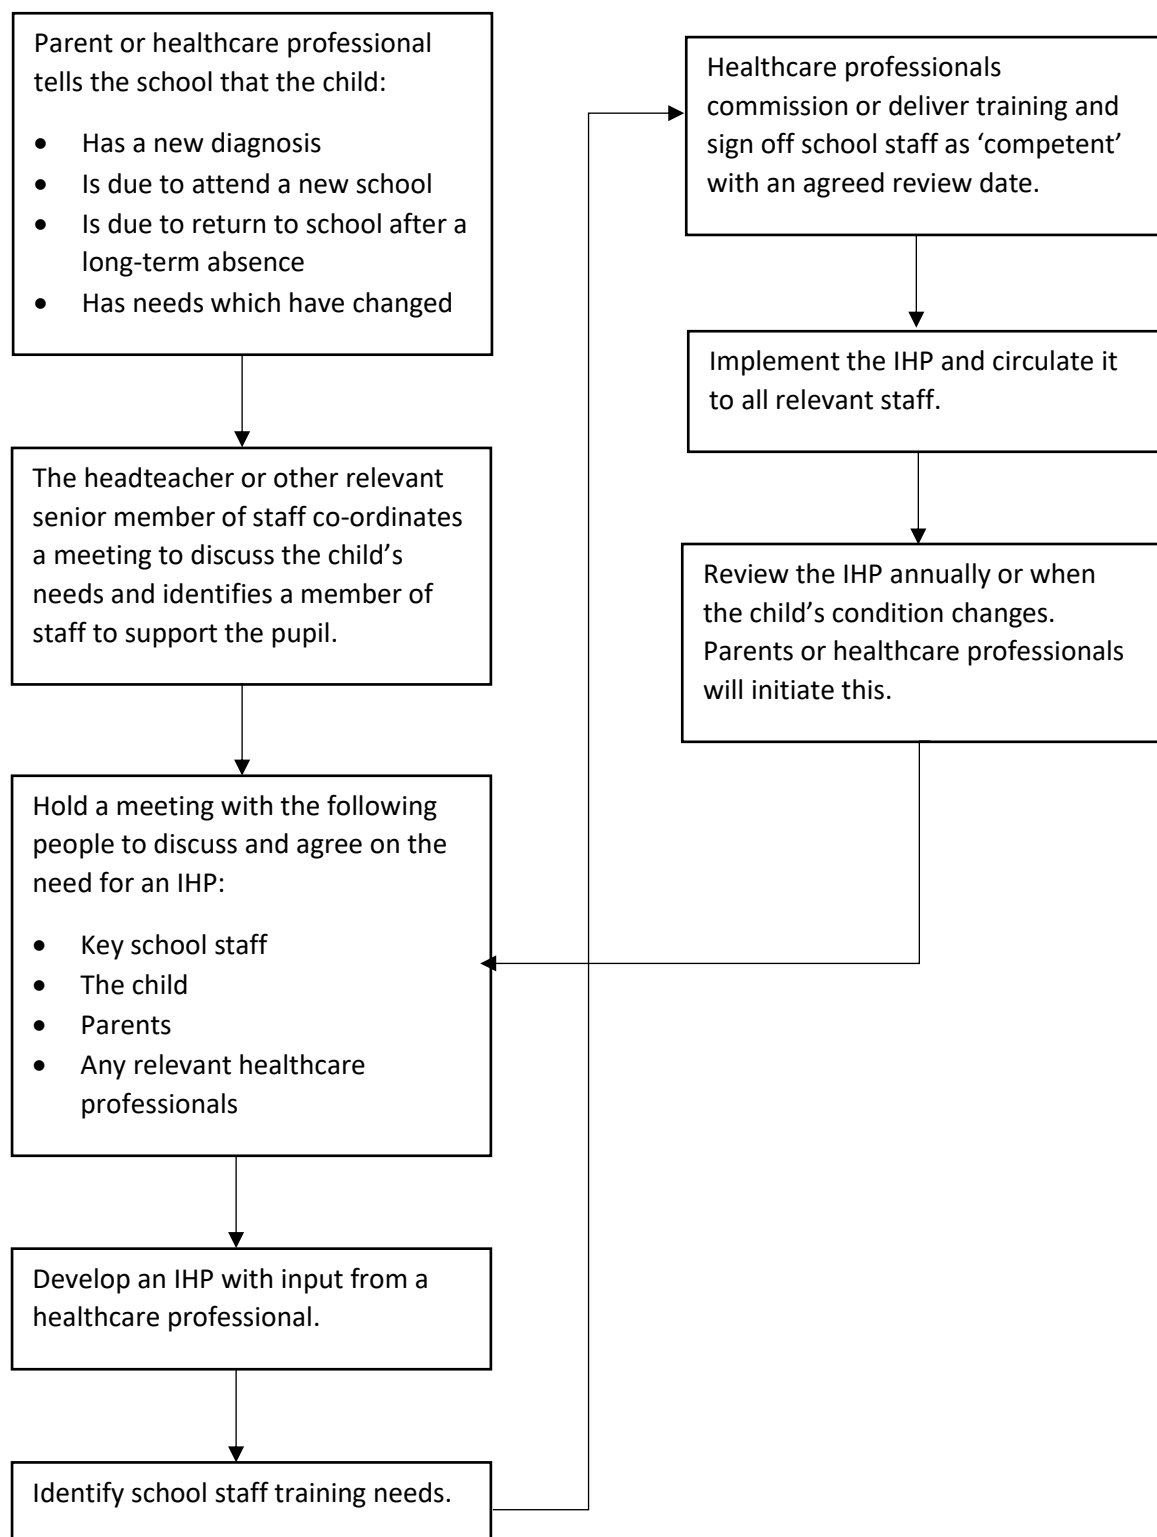 Parent or healthcare professional
tells the school that the child:
• Has a new diagnosis
• Is due to attend a new school
• Is due to return to school after a
long-term absence
• Has needs which have changed
The headteacher or other relevant
senior member of staff co-ordinates
a meeting to discuss the child’s
needs and identifies a member of
staff to support the pupil.
Hold a meeting with the following
people to discuss and agree on the
need for an IHP:
• Key school staff
• The child
• Parents
• Any relevant healthcare
professionals
Develop an IHP with input from a
healthcare professional.
Identify school staff training needs.
Healthcare professionals
commission or deliver training and
sign off school staff as ‘competent’
with an agreed review date.
Implement the IHP and circulate it
to all relevant staff.
Review the IHP annually or when
the child’s condition changes.
Parents or healthcare professionals
will initiate this.